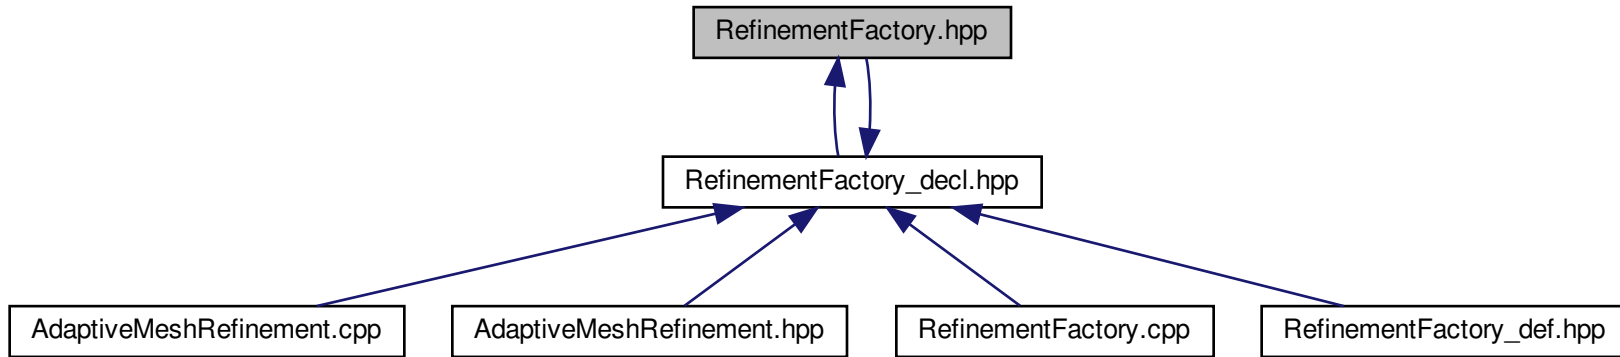 RefinementFactory.hpp
RefinementFactory_decl.hpp
AdaptiveMeshRefinement.cpp
AdaptiveMeshRefinement.hpp
RefinementFactory.cpp
RefinementFactory_def.hpp